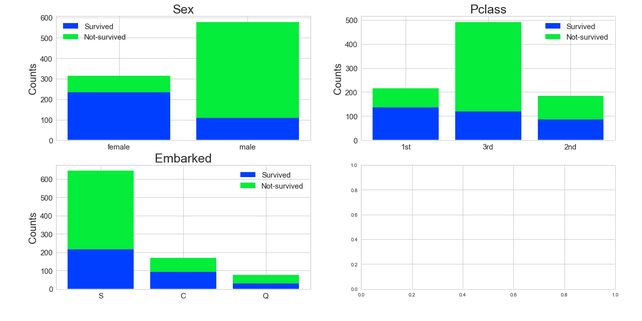 Sex
600
500
400
300
200
100
0
Counts
Survived
Not-survived
female
male
Pclass
500
400
300
200
100
0
Counts
Survived
Not-survived
1st
3rd
2nd
Embarked
600
500
400
300
200
100
0
Counts
Survived
Not-survived
S
C
Q
1.0
0.8
0.6
0.4
0.2
0.0
0.0
0.2
0.4
0.6
0.8
1.0